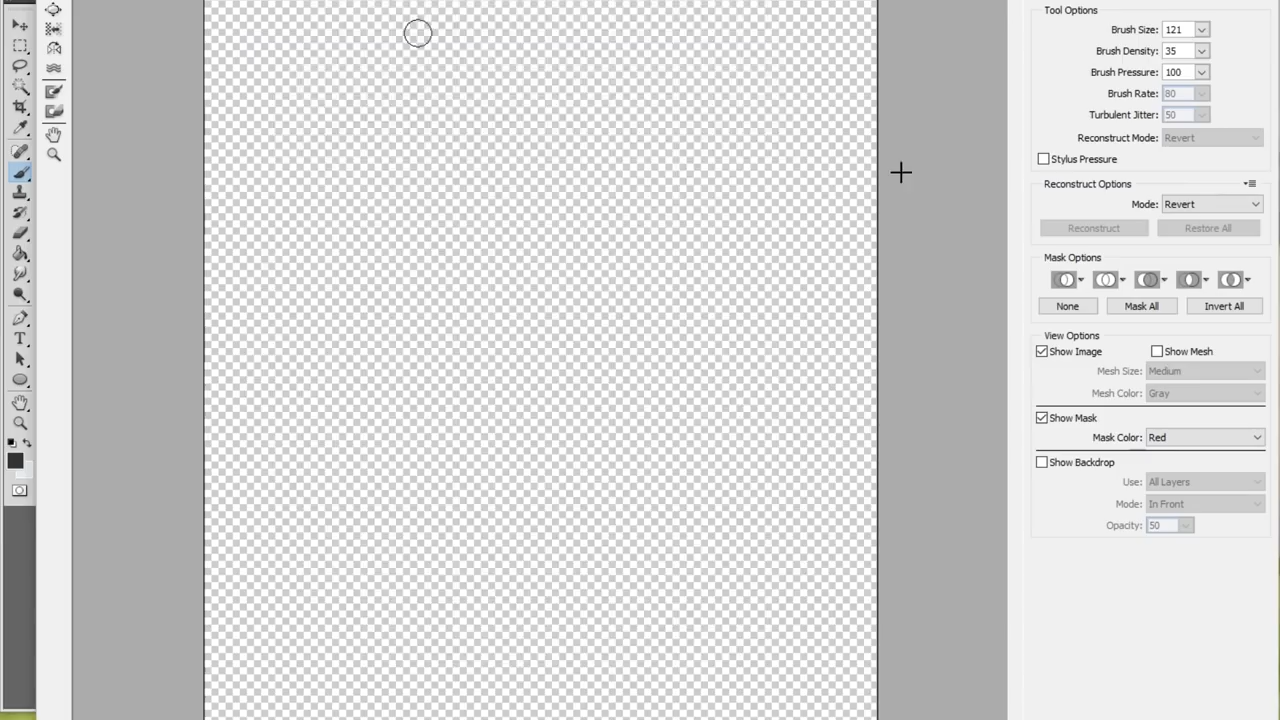 Tool Options
Brush Size: 121
Brush Density: 35
Brush Pressure: 100
Brush Rate: 80
Turbulent Jitter: 50
Reconstruct Mode: Revert
Stylus Pressure
Reconstruct Options
Mode: Revert
Reconstruct Restore All
Mask Options
None Mask All Invert All
View Options
Show Image Show Mesh
Mesh Size: Medium
Mesh Color: Gray
Show Mask
Mask Color: Red
Show Backdrop
Use: All Layers
Mode: In Front
Opacity: 50